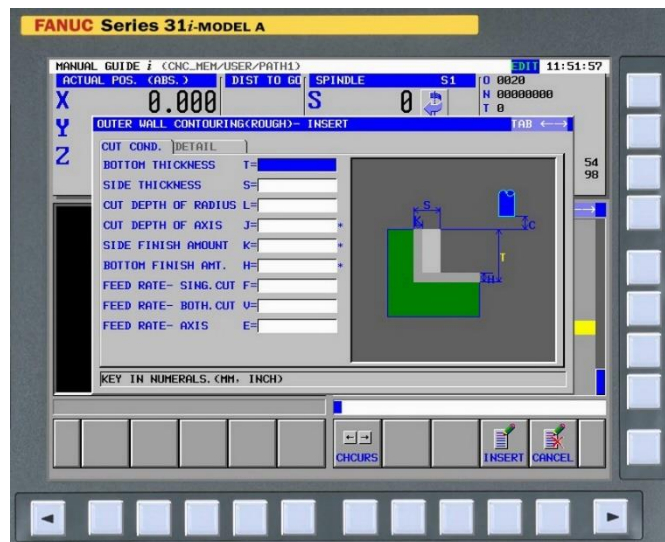 FANUC Series 31i-MODEL A
MANUAL GUIDE i (CNC_MEM/USER/PATH1) EDIT 11:51:57
ACTUAL POS. (ABS.) DIST TO GO SPINDLE S1 O 0020
N 00000000
X 0.000 S 0 T 0
Y OUTER WALL CONTOURING(ROUGH)- INSERT TAB ←→
CUT COND. DETAIL
Z BOTTOM THICKNESS T= 54
98
SIDE THICKNESS S=
CUT DEPTH OF RADIUS L=
CUT DEPTH OF AXIS J= *
SIDE FINISH AMOUNT K= *
BOTTOM FINISH AMT. H= *
FEED RATE- SING.CUT F=
FEED RATE- BOTH.CUT V=
FEED RATE- AXIS E=
S
K
C
T
H
KEY IN NUMERALS.(MM, INCH)
←→
CHCURS INSERT CANCEL